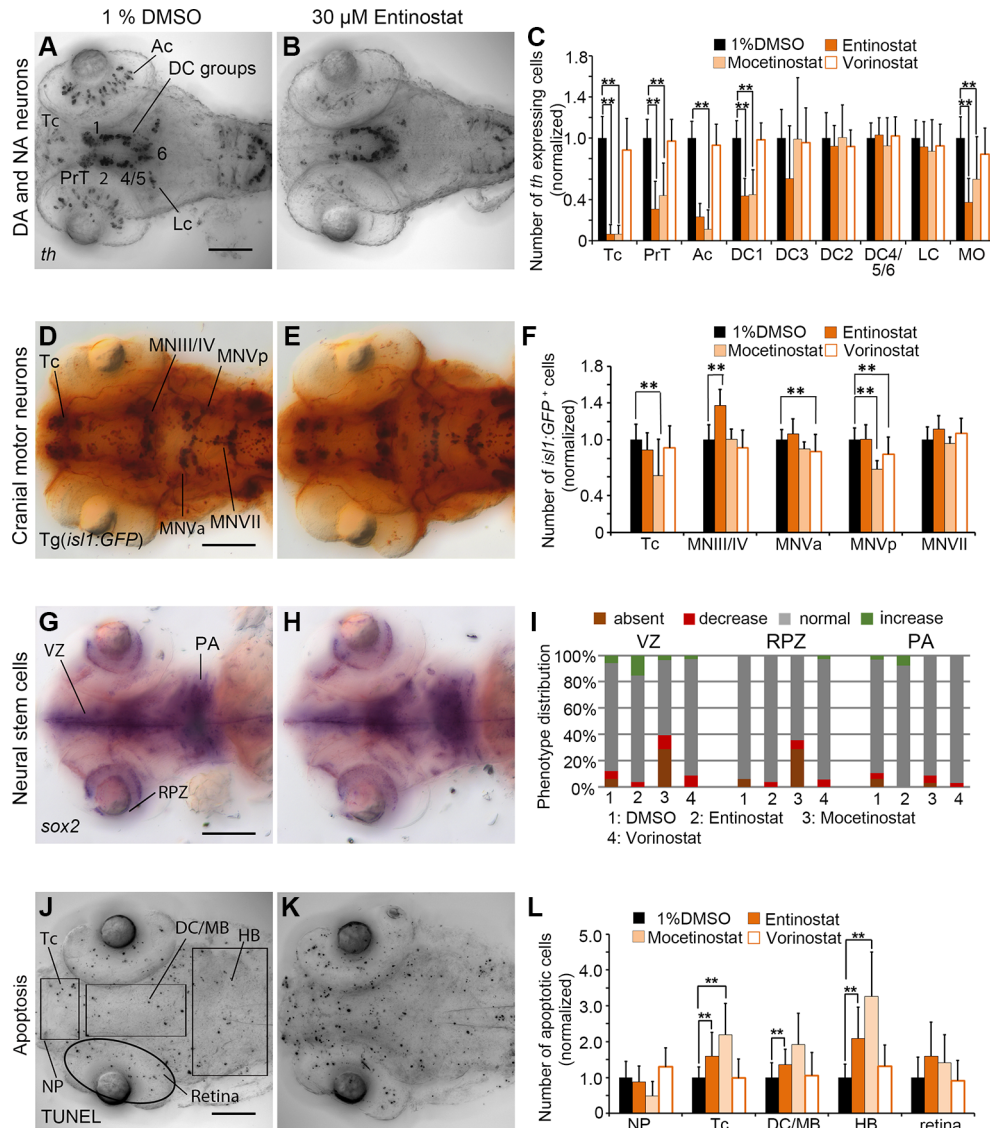 1 % DMSO
30 µM Entinostat
DA and NA neurons
A
Ac
DC groups
Tc
1
6
PrT 2 4/5
Lc
th
B
C
1%DMSO
Entinostat
Mocetinostat
Vorinostat
Number of th expressing cells
(normalized)
1.8
1.4
1.0
0.4
0
** ** ** ** ** ** ** ** **
Tc PrT Ac DC1 DC3 DC2 DC4/ LC MO
5/6
Cranial motor neurons
D
MNIII/IV
MNVp
Tc
MNVa
MNVII
Tg(isl1:GFP)
E
F
1%DMSO
Entinostat
Mocetinostat
Vorinostat
Number of isl1:GFP + cells
(normalized)
1.8
1.4
1.0
0.4
0
** ** ** ** **
Tc MNIII/IV MNVa MNVp MNVII
Neural stem cells
G
VZ
PA
RPZ
sox2
H
I
absent decrease normal increase
VZ RPZ PA
Phenotype distribution
100%
80%
60%
40%
20%
0%
1 2 3 4 1 2 3 4 1 2 3 4
1: DMSO 2: Entinostat 3: Mocetinostat
4: Vorinostat
Apoptosis
J
Tc
DC/MB
HB
NP
Retina
TUNEL
K
L
1%DMSO
Entinostat
Mocetinostat
Vorinostat
Number of apoptotic cells
(normalized)
5.0
4.0
3.0
2.0
1.0
0
** ** ** ** **
NP Tc DC/MB HB retina